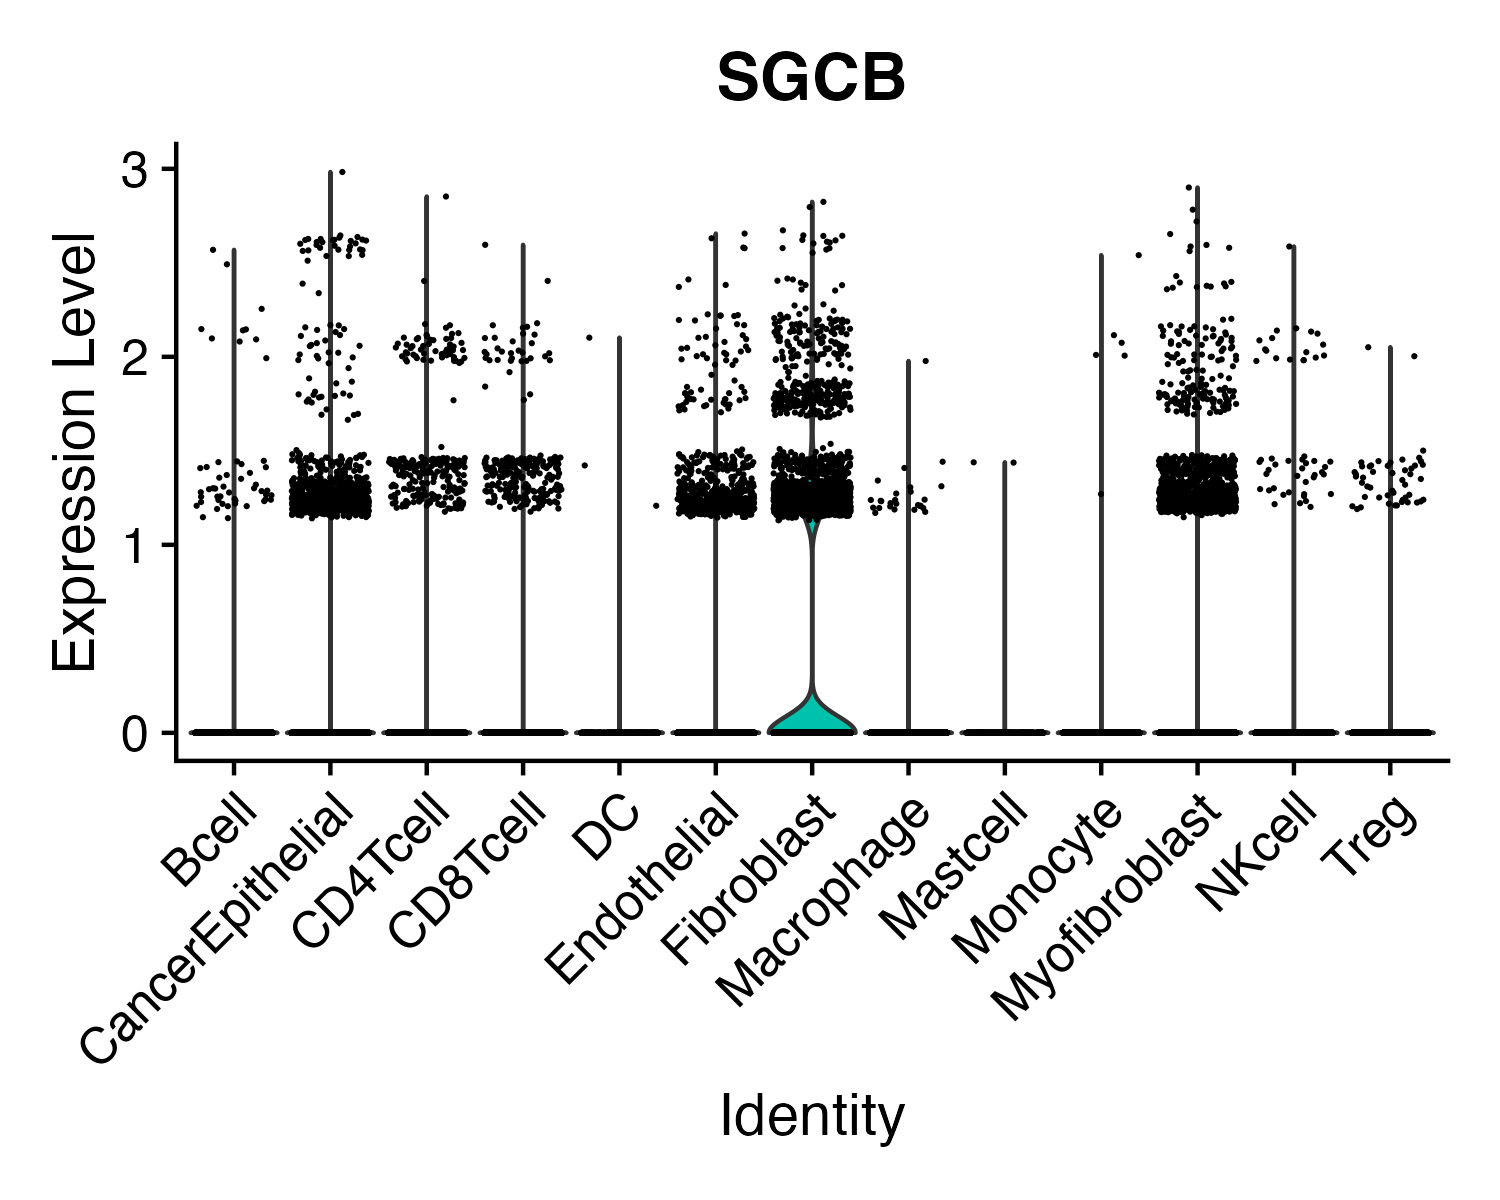 SGCB
Expression Level
3
2
1
0
Bcell
CancerEpithelial
CD4Tcell
CD8Tcell
DC
Endothelial
Fibroblast
Macrophage
Mastcell
Monocyte
Myofibroblast
NKcell
Treg
Identity